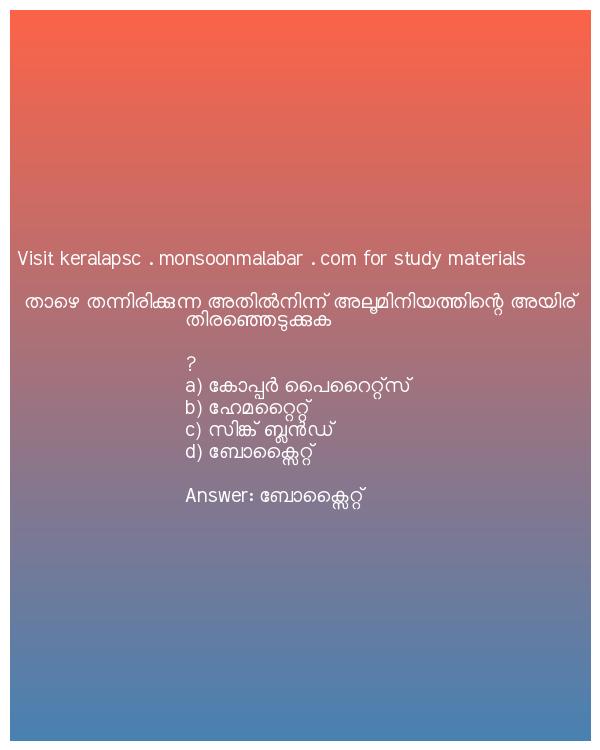 Visit keralapsc . monsoonmalabar . com for study materials
താഴെ തന്നിരിക്കുന്ന അതിൽനിന്ന് അലൂമിനിയത്തിന്റെ അയിര്
തിരഞ്ഞെടുക്കുക
?
a) കോപ്പർ പൈറൈറ്റ്സ്
b) ഹേമറ്റൈറ്റ്
c) സിങ്ക് ബ്ലൻഡ്
d) ബോക്സൈറ്റ്
Answer: ബോക്സൈറ്റ്